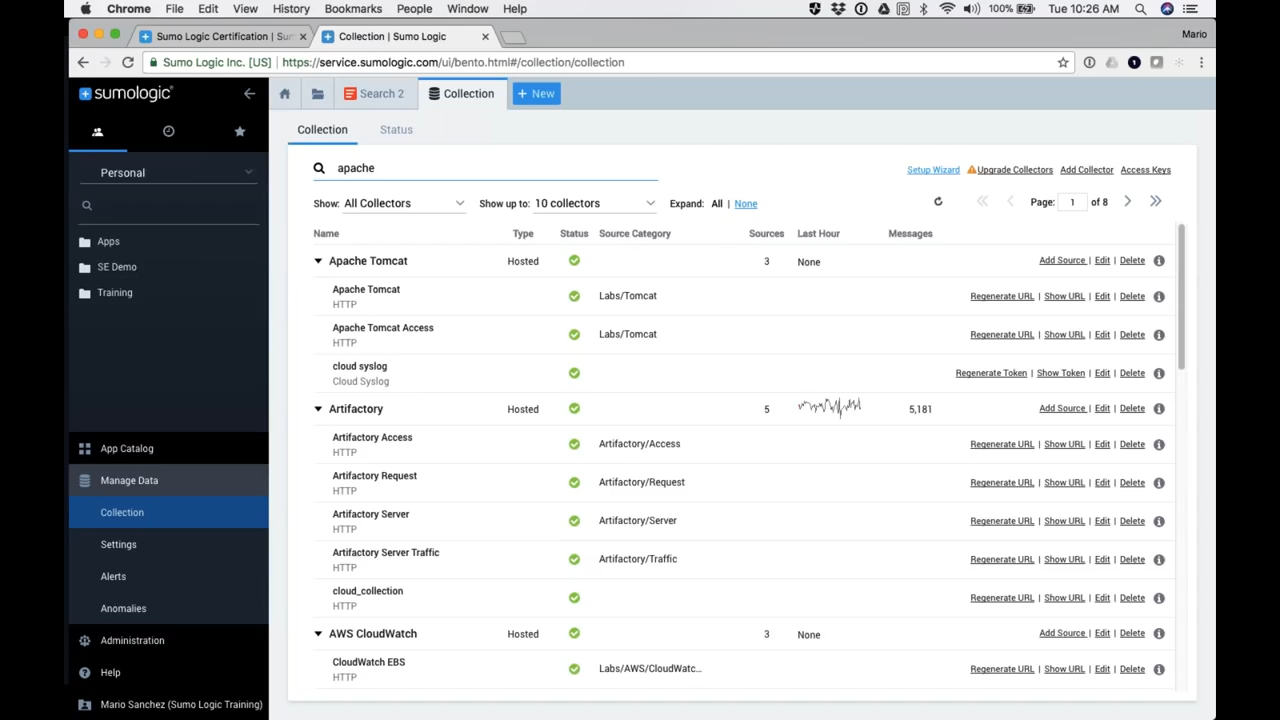 Chrome File Edit View History Bookmarks People Window Help 100% Tue 10:26 AM
Sumo Logic Certification | Sum Collection | Sumo Logic Mario
Sumo Logic Inc. [US] https://service.sumologic.com/ui/bento.html#/collection/collection
sumologic Search 2 Collection + New
Collection Status
Personal
Apps
SE Demo
Training
App Catalog
Manage Data
Collection
Settings
Alerts
Anomalies
Administration
Help
Mario Sanchez (Sumo Logic Training)
apache Setup Wizard Upgrade Collectors Add Collector Access Keys
Show: All Collectors Show up to: 10 collectors Expand: All | None Page: 1 of 8
Name Type Status Source Category Sources Last Hour Messages
Apache Tomcat Hosted 3 None Add Source | Edit | Delete
Apache Tomcat Labs/Tomcat Regenerate URL | Show URL | Edit | Delete
HTTP
Apache Tomcat Access Labs/Tomcat Regenerate URL | Show URL | Edit | Delete
HTTP
cloud syslog Regenerate Token | Show Token | Edit | Delete
Cloud Syslog
Artifactory Hosted 5 5,181 Add Source | Edit | Delete
Artifactory Access Artifactory/Access Regenerate URL | Show URL | Edit | Delete
HTTP
Artifactory Request Artifactory/Request Regenerate URL | Show URL | Edit | Delete
HTTP
Artifactory Server Artifactory/Server Regenerate URL | Show URL | Edit | Delete
HTTP
Artifactory Server Traffic Artifactory/Traffic Regenerate URL | Show URL | Edit | Delete
HTTP
cloud_collection Regenerate URL | Show URL | Edit | Delete
HTTP
AWS CloudWatch Hosted 3 None Add Source | Edit | Delete
CloudWatch EBS Labs/AWS/CloudWatc... Regenerate URL | Show URL | Edit | Delete
HTTP